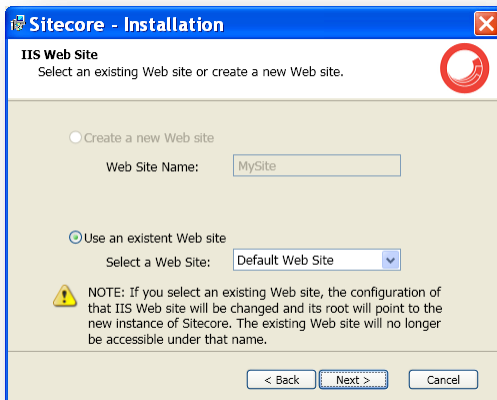 Sitecore - Installation
IIS Web Site
Select an existing Web site or create a new Web site.
Create a new Web site
Web Site Name: MySite
Use an existent Web site
Select a Web Site: Default Web Site
NOTE: If you select an existing Web site, the configuration of
that IIS Web site will be changed and its root will point to the
new instance of Sitecore. The existing Web site will no longer
be accessible under that name.
< Back Next > Cancel